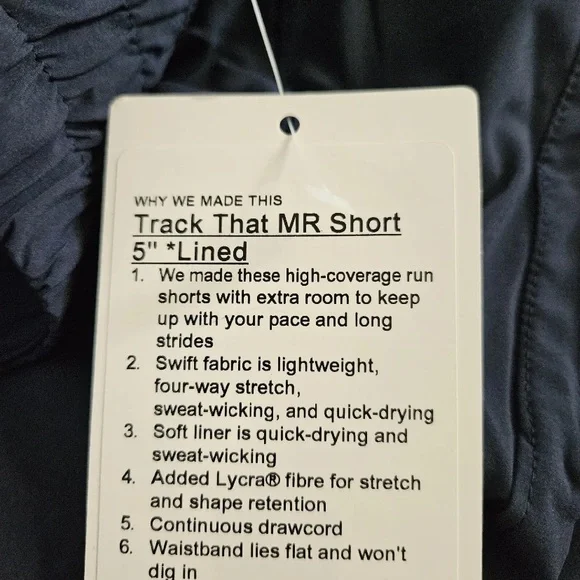 WHY WE MADE THIS
Track That MR Short
5" *Lined
1. We made these high-coverage run
shorts with extra room to keep
up with your pace and long
strides
2. Swift fabric is lightweight,
four-way stretch,
sweat-wicking, and quick-drying
3. Soft liner is quick-drying and
sweat-wicking
4. Added Lycra® fibre for stretch
and shape retention
5. Continuous drawcord
6. Waistband lies flat and won't
dig in